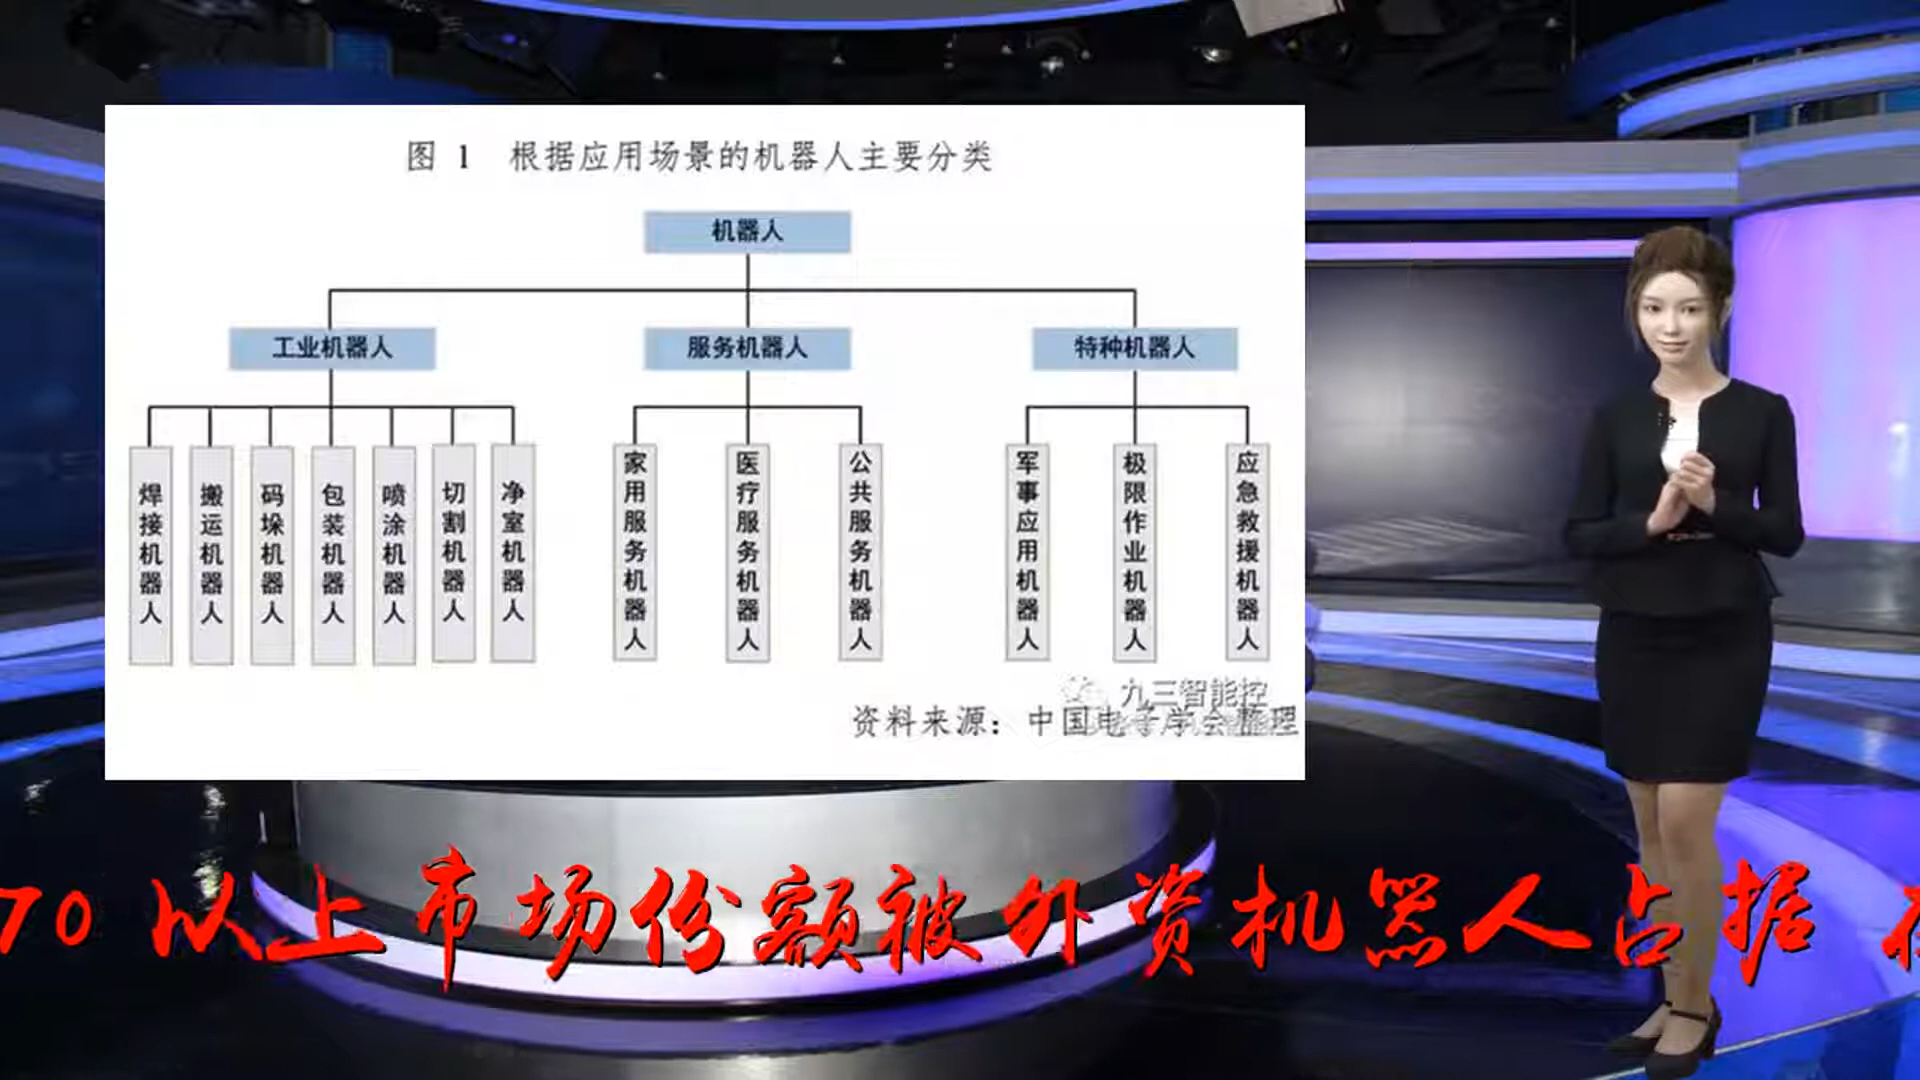 图 1 根据应用场景的机器人主要分类
机器人
工业机器人
服务机器人
特种机器人
焊接机器人
搬运机器人
码垛机器人
包装机器人
喷涂机器人
切割机器人
净室机器人
家用服务机器人
医疗服务机器人
公共服务机器人
军事应用机器人
极限作业机器人
应急救援机器人
九三智能控
资料来源：中国电子学会整理
70 以上市场份额被外资机器人占据